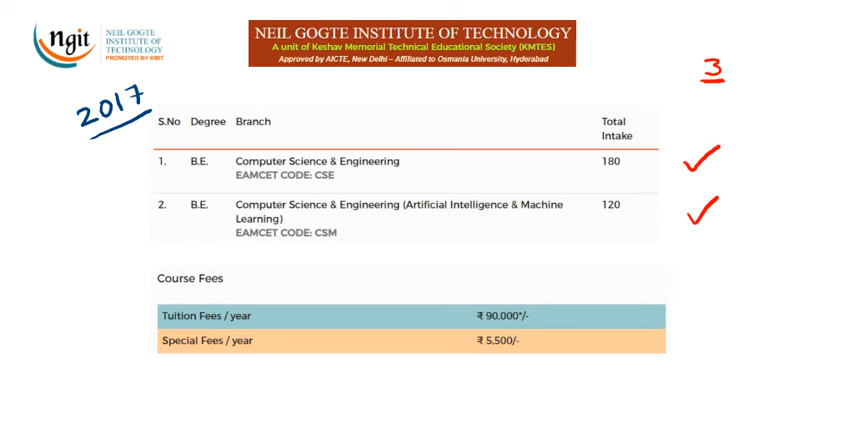 ngit
NEIL GOGTE
INSTITUTE OF
TECHNOLOGY
PROMOTED BY KMIT
NEIL GOGTE INSTITUTE OF TECHNOLOGY
A unit of Keshav Memorial Technical Educational Society (KMTES)
Approved by AICTE, New Delhi – Affiliated to Osmania University, Hyderabad
3
2017
S.No Degree Branch Total Intake
1. B.E. Computer Science & Engineering 180
EAMCET CODE: CSE
2. B.E. Computer Science & Engineering (Artificial Intelligence & Machine 120
Learning)
EAMCET CODE: CSM
Course Fees
Tuition Fees / year ₹ 90,000*/-
Special Fees / year ₹ 5,500/-